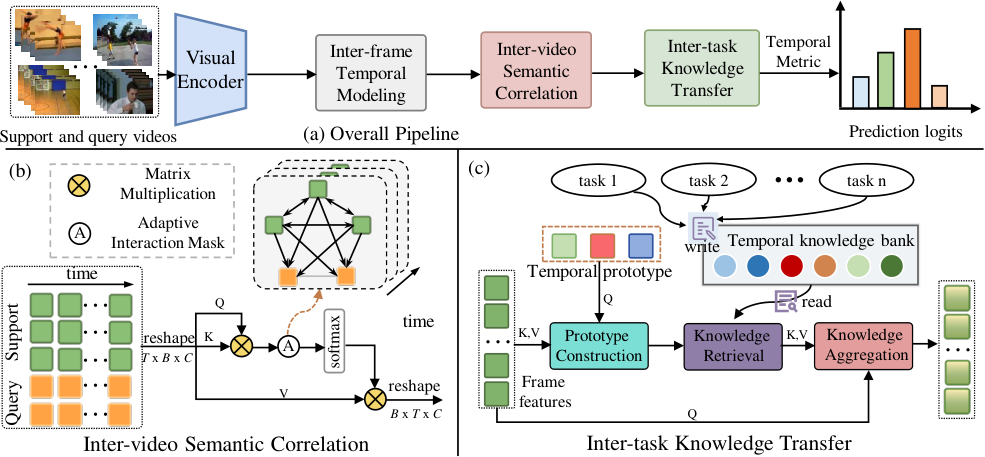 Support and query videos
Visual
Encoder
Inter-frame
Temporal
Modeling
Inter-video
Semantic
Correlation
Inter-task
Knowledge
Transfer
Temporal
Metric
Prediction logits
(a) Overall Pipeline
(b)
Matrix
Multiplication
A
Adaptive
Interaction Mask
time
Support
Query
reshape
T x B x C
Q
K
V
A
softmax
time
reshape
B x T x C
Inter-video Semantic Correlation
(c)
task 1
task 2
task n
write
Temporal knowledge bank
Temporal prototype
read
Q
K,V
Prototype
Construction
Knowledge
Retrieval
K,V
Knowledge
Aggregation
Frame
features
Q
Inter-task Knowledge Transfer